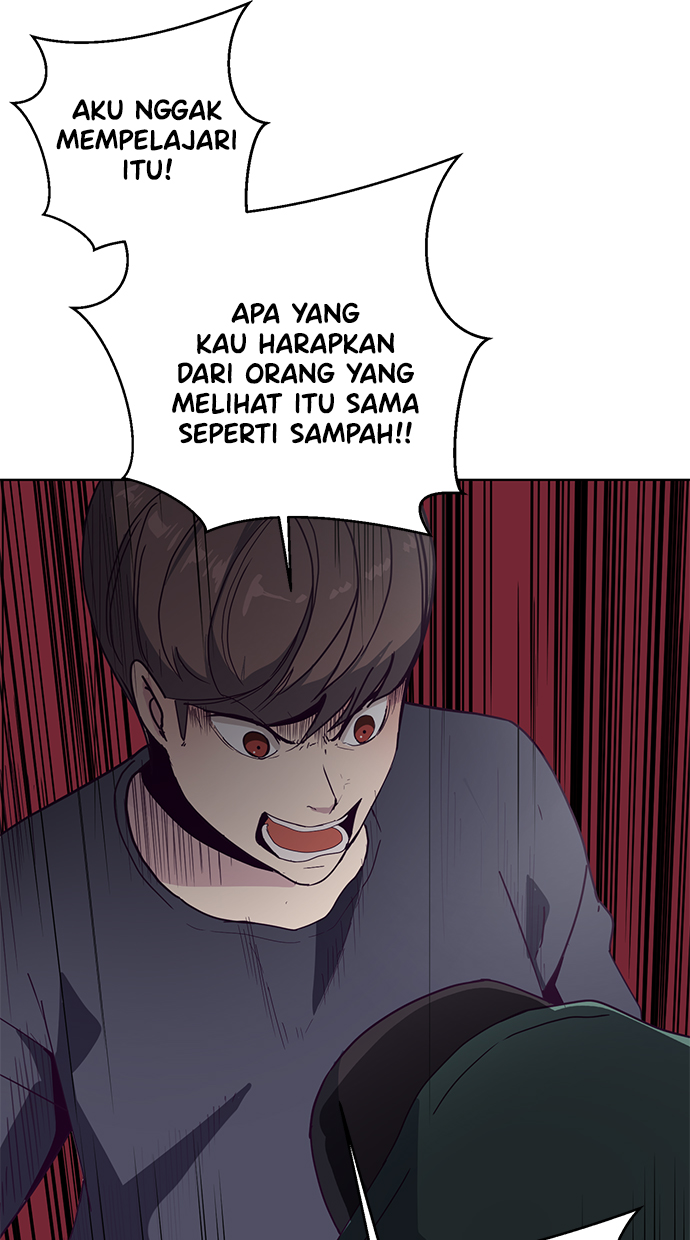 AKU NGGAK
MEMPELAJARI
ITU!
APA YANG
KAU HARAPKAN
DARI ORANG YANG
MELIHAT ITU SAMA
SEPERTI SAMPAH!!